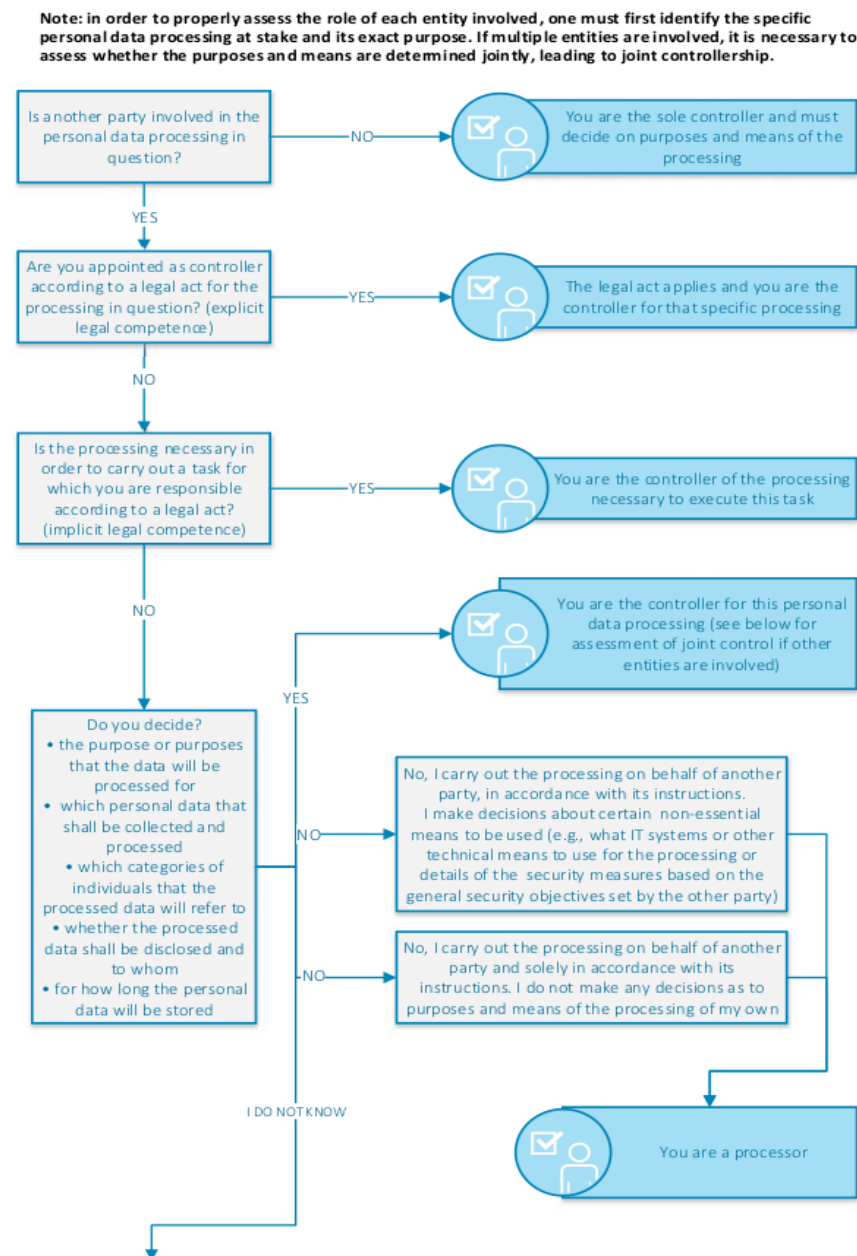 Note: in order to properly assess the role of each entity involved, one must first identify the specific
personal data processing at stake and its exact purpose. If multiple entities are involved, it is necessary to
assess whether the purposes and means are determined jointly, leading to joint controllership.
Is another party involved in the
personal data processing in
question?
NO
You are the sole controller and must
decide on purposes and means of the
processing
YES
Are you appointed as controller
according to a legal act for the
processing in question? (explicit
legal competence)
YES
The legal act applies and you are the
controller for that specific processing
NO
Is the processing necessary in
order to carry out a task for
which you are responsible
according to a legal act?
(implicit legal competence)
YES
You are the controller of the processing
necessary to execute this task
NO
You are the controller for this personal
data processing (see below for
assessment of joint control if other
entities are involved)
YES
Do you decide?
• the purpose or purposes
that the data will be
processed for
• which personal data that
shall be collected and
processed
• which categories of
individuals that the
processed data will refer to
• whether the processed
data shall be disclosed and
to whom
• for how long the personal
data will be stored
NO
No, I carry out the processing on behalf of another
party, in accordance with its instructions.
I make decisions about certain non-essential
means to be used (e.g., what IT systems or other
technical means to use for the processing or
details of the security measures based on the
general security objectives set by the other party)
NO
No, I carry out the processing on behalf of another
party and solely in accordance with its
instructions. I do not make any decisions as to
purposes and means of the processing of my own
I DO NOT KNOW
You are a processor